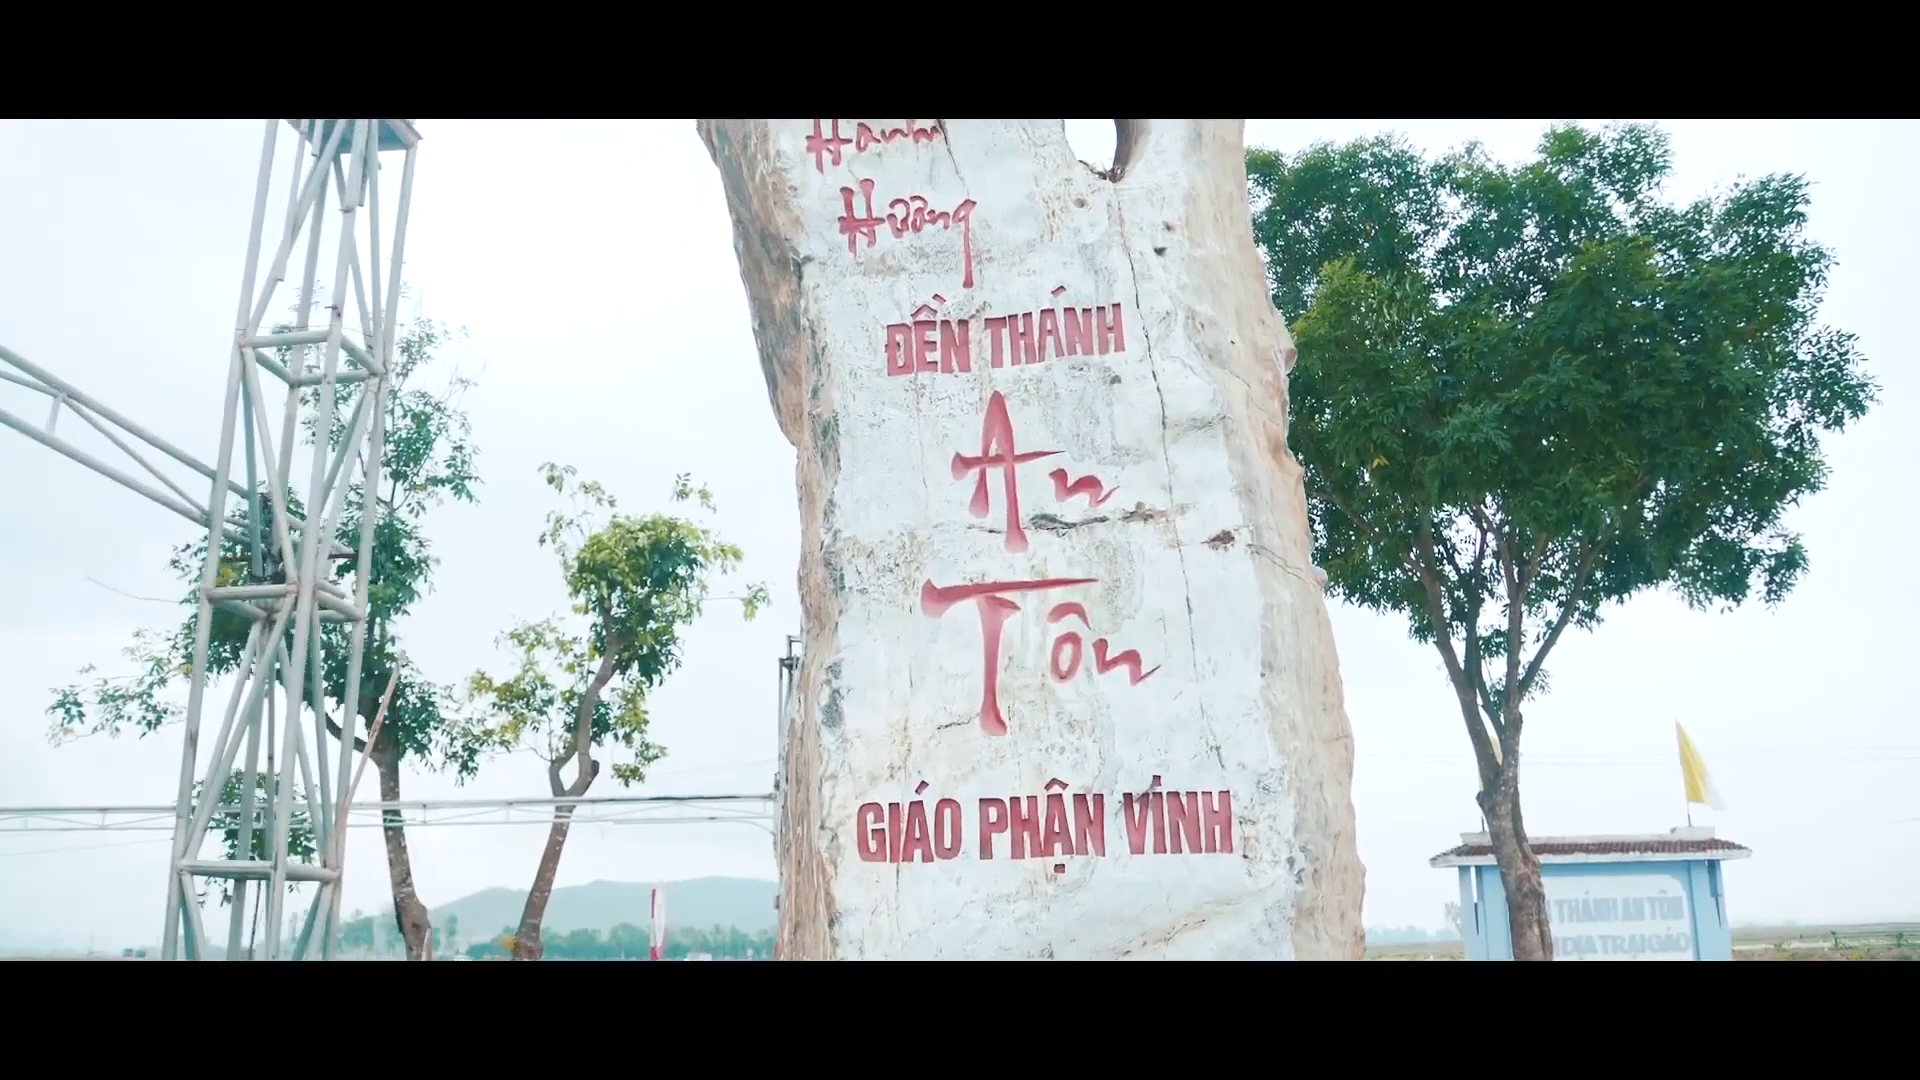 Hành
Hương
ĐỀN THÁNH
An
Tôn
GIÁO PHẬN VINH
THÁNH AN TÔN
ĐỊA TRẠI GÁO